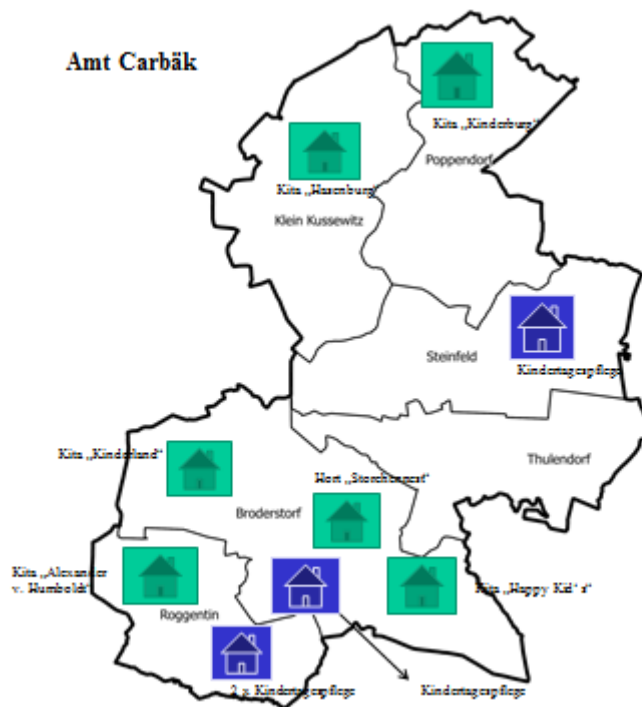 Amt Carbäk
Kita „Kinderburg“
Poppendorf
Kita „Hasenburg
Klein Kussewitz
Steinfeld
Kindertagespflege
Kita „Kinderland“
Thulendorf
Hort „Storchennest“
Broderstorf
Kita „Alexander
v. Humboldt“
Kita „Happy Kid´s“
Roggentin
2 x Kindertagespflege
Kindertagespflege